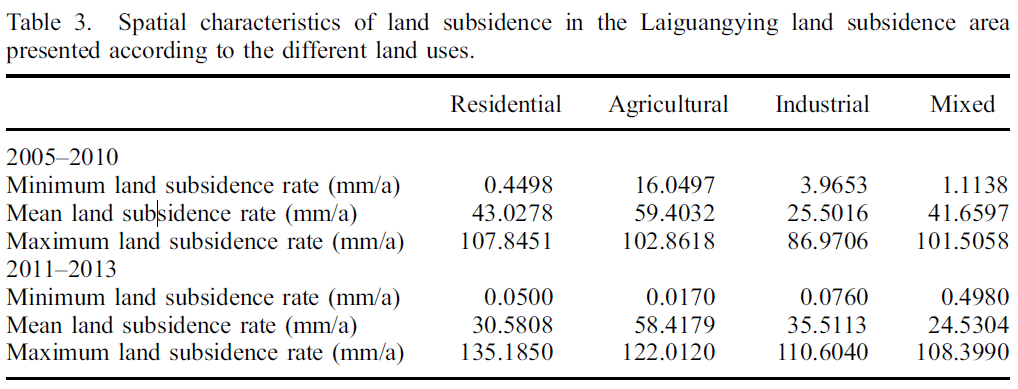 Table 3. Spatial characteristics of land subsidence in the Laiguangying land subsidence area
presented according to the different land uses.
Residential Agricultural Industrial Mixed
2005–2010
Minimum land subsidence rate (mm/a) 0.4498 16.0497 3.9653 1.1138
Mean land subsidence rate (mm/a) 43.0278 59.4032 25.5016 41.6597
Maximum land subsidence rate (mm/a) 107.8451 102.8618 86.9706 101.5058
2011–2013
Minimum land subsidence rate (mm/a) 0.0500 0.0170 0.0760 0.4980
Mean land subsidence rate (mm/a) 30.5808 58.4179 35.5113 24.5304
Maximum land subsidence rate (mm/a) 135.1850 122.0120 110.6040 108.3990